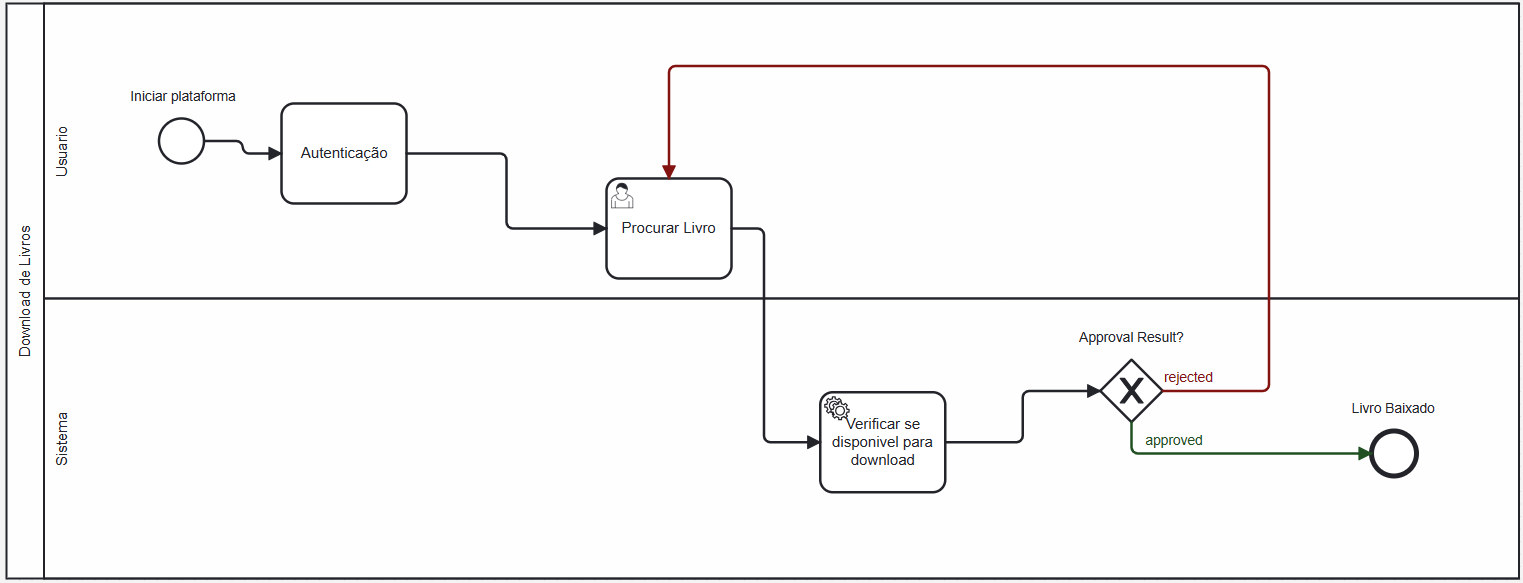 Download de Livros
Usuario
Iniciar plataforma
Autenticação
Procurar Livro
Sistema
Verificar se
disponivel para
download
Approval Result?
X
rejected
approved
Livro Baixado